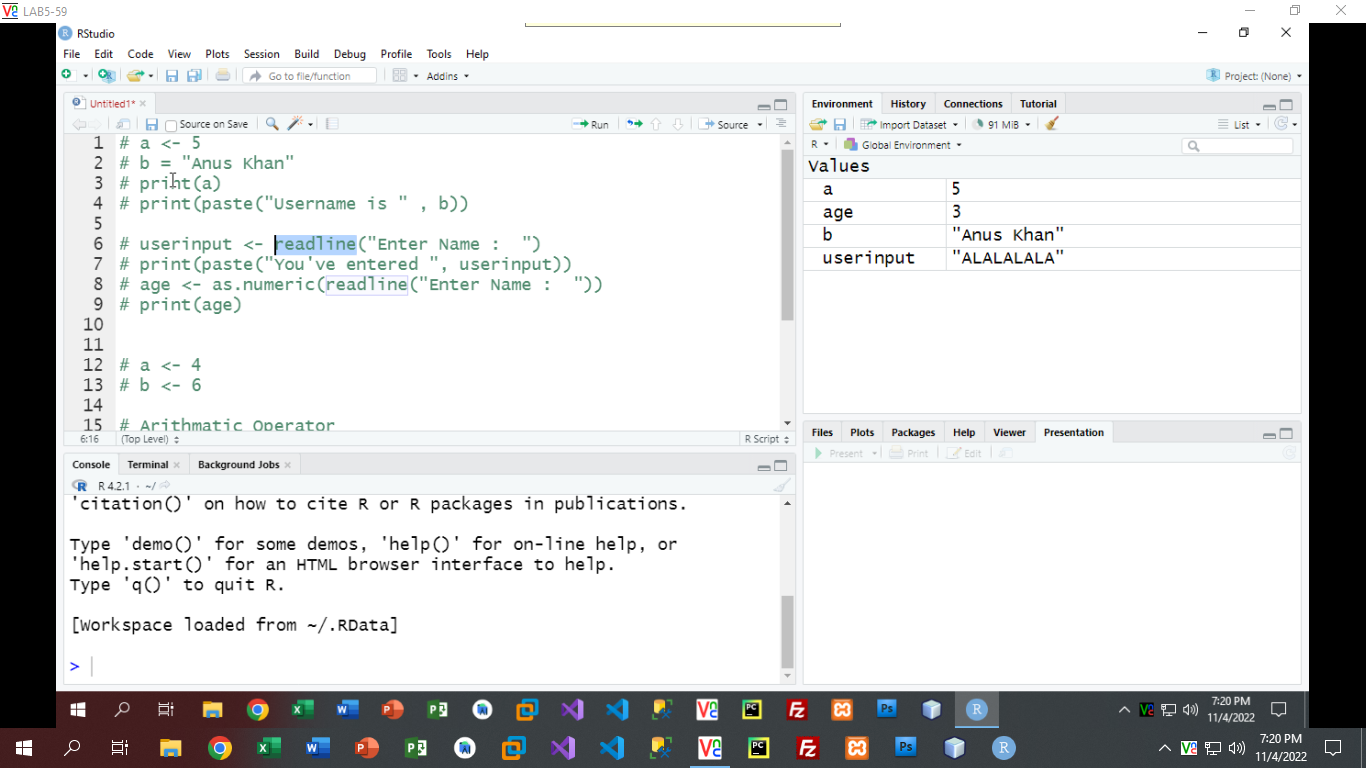 LAB5-59
RStudio
File Edit Code View Plots Session Build Debug Profile Tools Help
Go to file/function Addins Project: (None)
Untitled1*
Source on Save Run Source
1 # a <- 5
2 # b = "Anus Khan"
3 # print(a)
4 # print(paste("Username is " , b))
5
6 # userinput <- readline("Enter Name :  ")
7 # print(paste("You've entered ", userinput))
8 # age <- as.numeric(readline("Enter Name :  "))
9 # print(age)
10
11
12 # a <- 4
13 # b <- 6
14
15 # Arithmatic Operator
6:16 (Top Level) R Script
Console Terminal Background Jobs
R 4.2.1 · ~/
'citation()' on how to cite R or R packages in publications.
Type 'demo()' for some demos, 'help()' for on-line help, or
'help.start()' for an HTML browser interface to help.
Type 'q()' to quit R.
[Workspace loaded from ~/.RData]
>
Environment History Connections Tutorial
Import Dataset 91 MiB List
R Global Environment
Values
a 5
age 3
b "Anus Khan"
userinput "ALALALALA"
Files Plots Packages Help Viewer Presentation
Present Print Edit
7:20 PM
11/4/2022
7:20 PM
11/4/2022